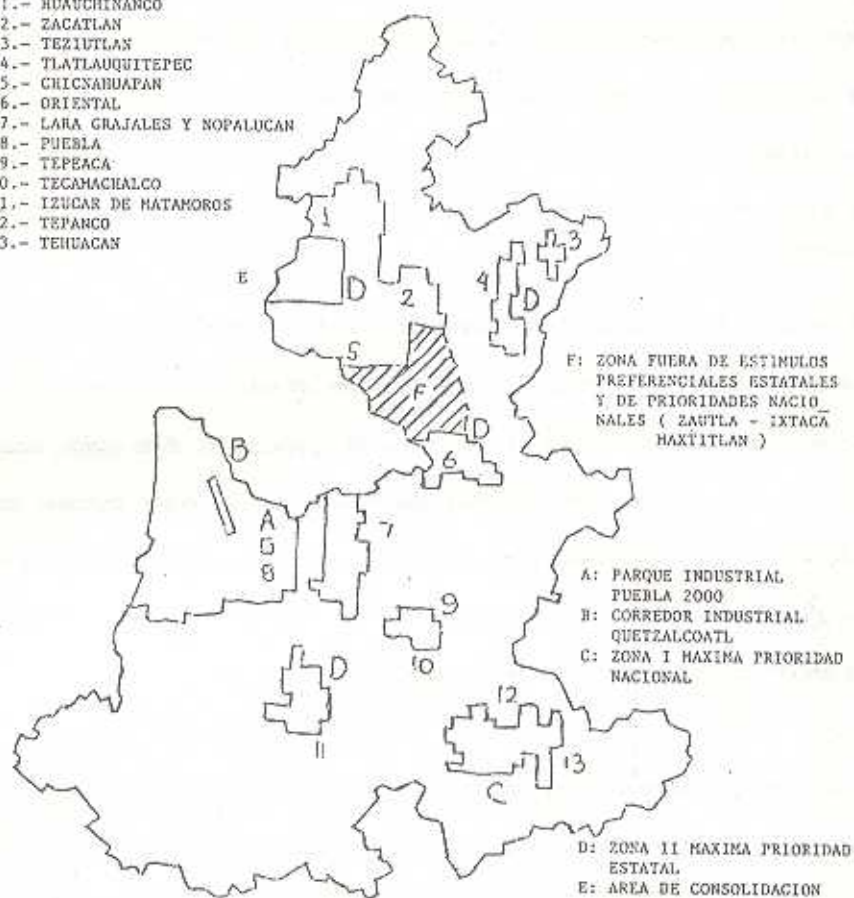 1.- HUAUCHINANCO
2.- ZACATLAN
3.- TEZIUTLAN
4.- TLATLAUQUITEPEC
5.- CHICNAHUAPAN
6.- ORIENTAL
7.- LARA GRAJALES Y NOPALUCAN
8.- PUEBLA
9.- TEPEACA
0.- TECAMACHALCO
1.- IZUCAR DE MATAMOROS
2.- TEPANCO
3.- TEHUACAN
1
3
E
D
2
4
D
5
F
F: ZONA FUERA DE ESTIMULOS
PREFERENCIALES ESTATALES
Y DE PRIORIDADES NACIO
NALES ( ZAUTLA - IXTACA
MAXTITLAN )
D
6
B
A
G
8
7
9
10
A: PARQUE INDUSTRIAL
PUEBLA 2000
B: CORREDOR INDUSTRIAL
QUETZALCOATL
C: ZONA I MAXIMA PRIORIDAD
NACIONAL
D
11
12
13
C
D: ZONA II MAXIMA PRIORIDAD
ESTATAL
E: AREA DE CONSOLIDACION